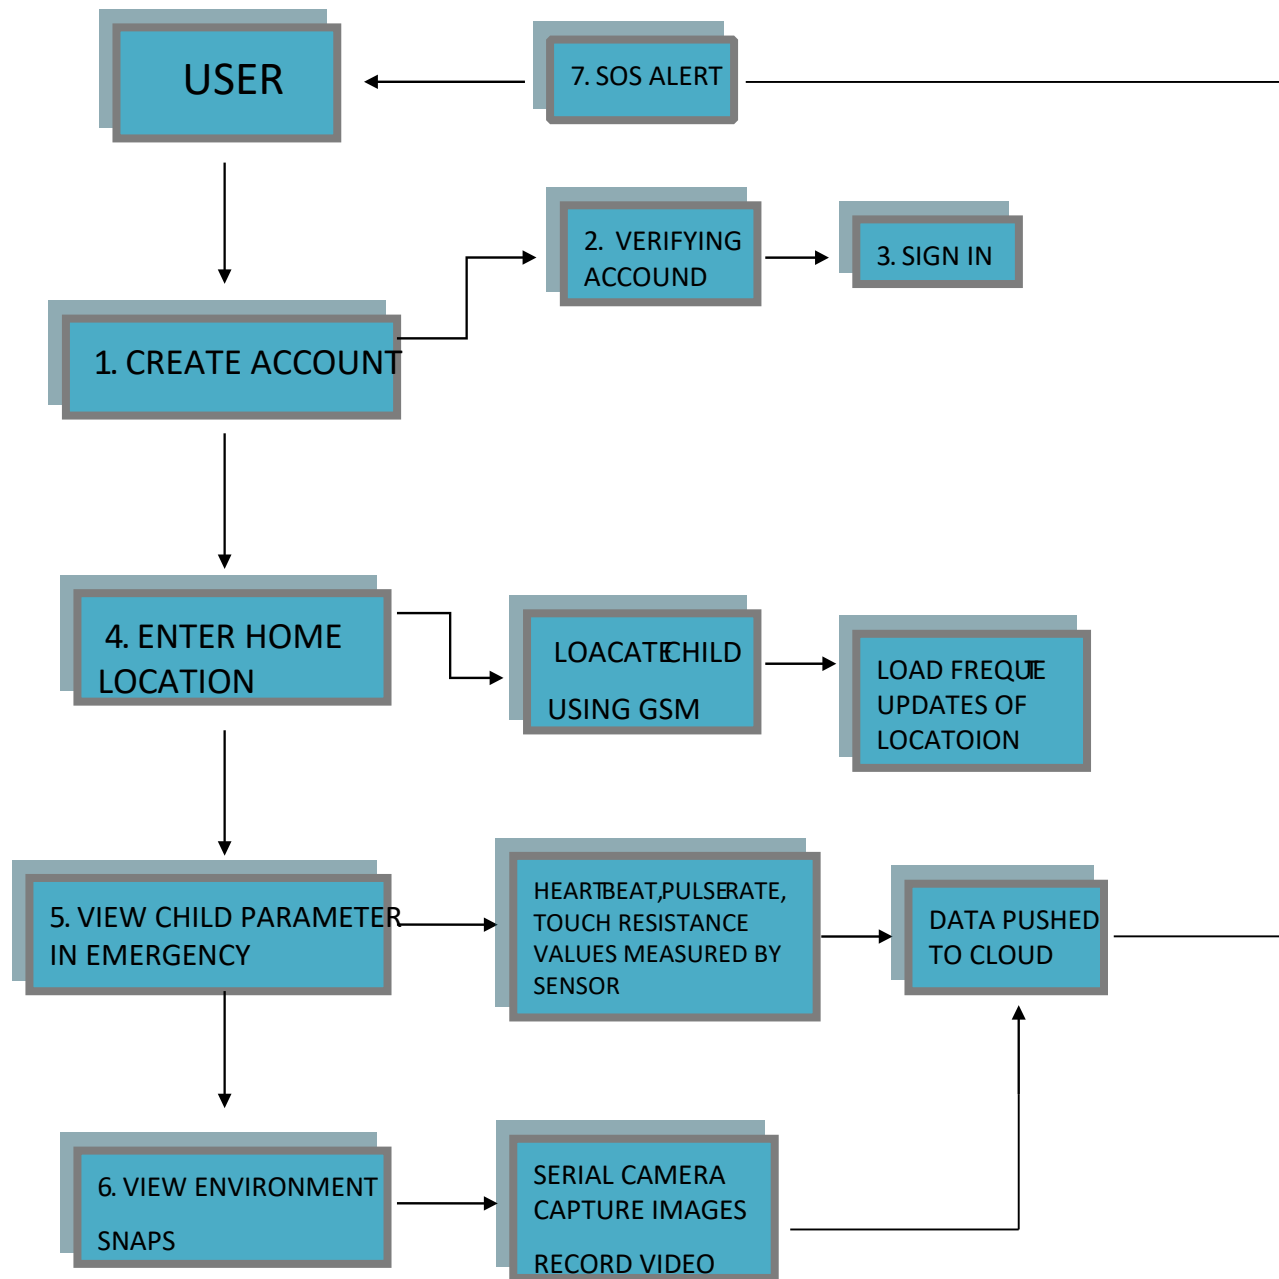 USER
7. SOS ALERT
2. VERIFYING
ACCOUND
3. SIGN IN
1. CREATE ACCOUNT
4. ENTER HOME
LOCATION
LOACATE CHILD
USING GSM
LOAD FREQUTE
UPDATES OF
LOCATOION
5. VIEW CHILD PARAMETER
IN EMERGENCY
HEARTBEAT,PULSERATE,
TOUCH RESISTANCE
VALUES MEASURED BY
SENSOR
DATA PUSHED
TO CLOUD
6. VIEW ENVIRONMENT
SNAPS
SERIAL CAMERA
CAPTURE IMAGES
RECORD VIDEO